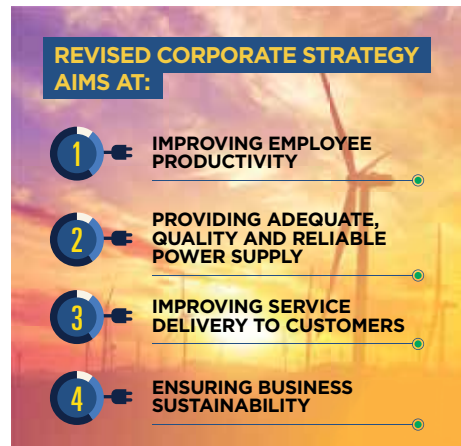 REVISED CORPORATE STRATEGY
AIMS AT:
1
IMPROVING EMPLOYEE
PRODUCTIVITY
2
PROVIDING ADEQUATE,
QUALITY AND RELIABLE
POWER SUPPLY
3
IMPROVING SERVICE
DELIVERY TO CUSTOMERS
4
ENSURING BUSINESS
SUSTAINABILITY